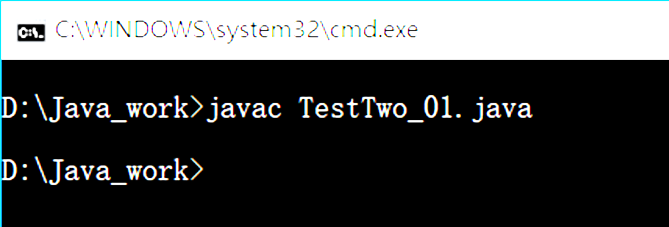 C:\WINDOWS\system32\cmd.exe
D:\Java_work>javac TestTwo_01.java
D:\Java_work>